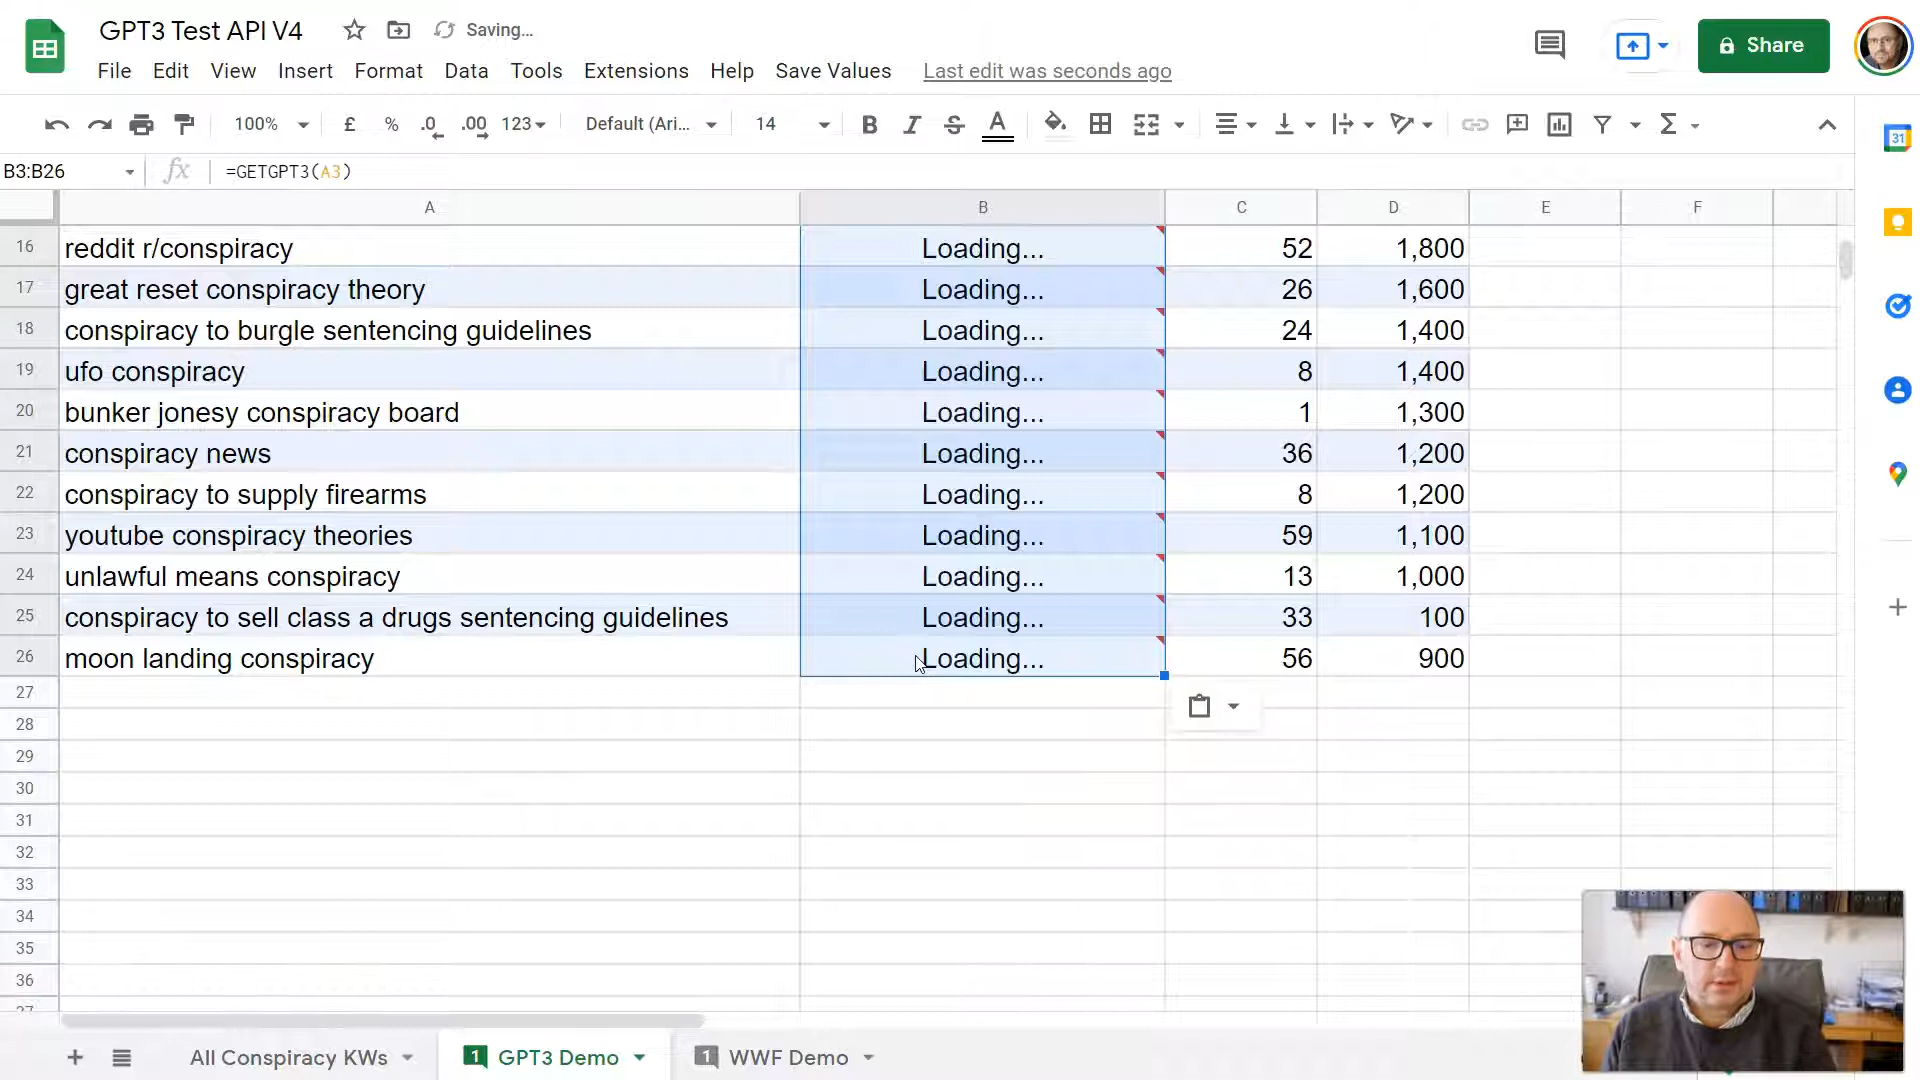 GPT3 Test API V4 Saving...
File Edit View Insert Format Data Tools Extensions Help Save Values Last edit was seconds ago
Share
100% £ % .0 .00 123 Default (Ari... 14 B I S A Σ
31
B3:B26 fx =GETGPT3(A3)
A B C D E F
16 reddit r/conspiracy Loading... 52 1,800
17 great reset conspiracy theory Loading... 26 1,600
18 conspiracy to burgle sentencing guidelines Loading... 24 1,400
19 ufo conspiracy Loading... 8 1,400
20 bunker jonesy conspiracy board Loading... 1 1,300
21 conspiracy news Loading... 36 1,200
22 conspiracy to supply firearms Loading... 8 1,200
23 youtube conspiracy theories Loading... 59 1,100
24 unlawful means conspiracy Loading... 13 1,000
25 conspiracy to sell class a drugs sentencing guidelines Loading... 33 100
26 moon landing conspiracy Loading... 56 900
27
28
29
30
31
32
33
34
35
36
37
All Conspiracy KWs 1 GPT3 Demo 1 WWF Demo